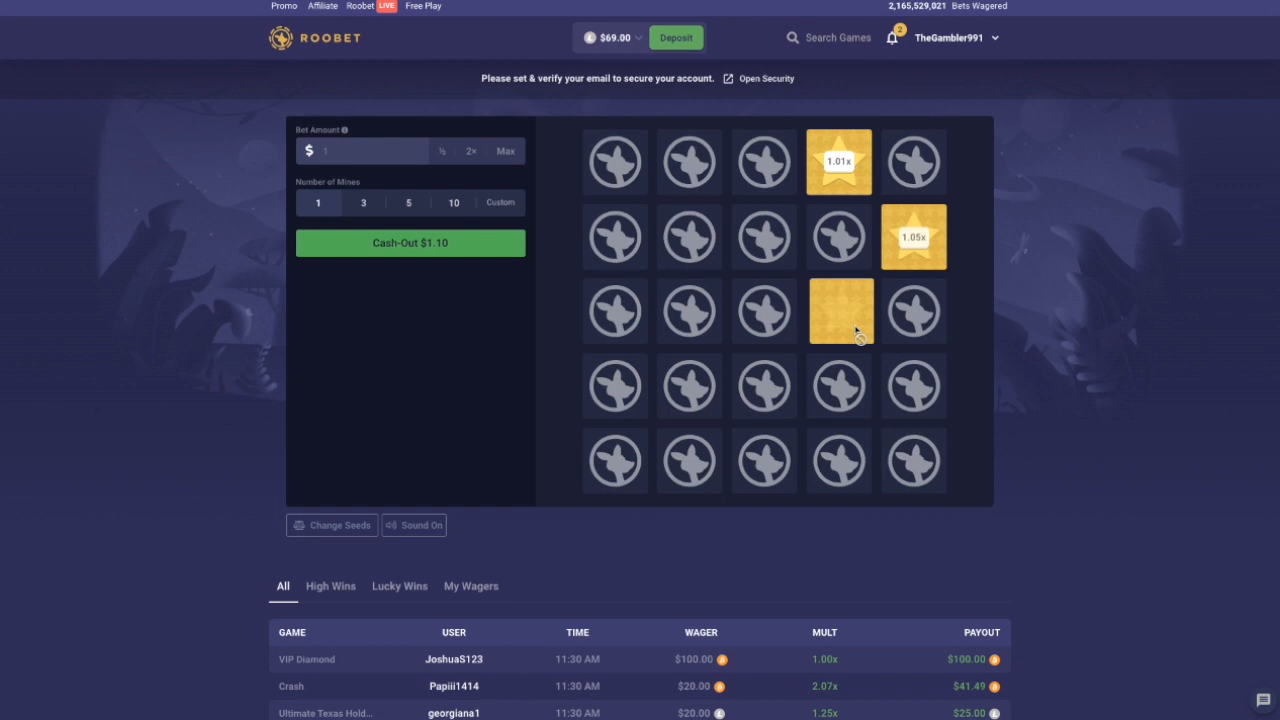 Promo Affiliate Roobet LIVE Free Play 2,165,529,021 Bets Wagered
ROOBET $69.00 Deposit Search Games 2 TheGambler991
Please set & verify your email to secure your account. Open Security
Bet Amount
$ 1 ½ 2× Max
Number of Mines
1 3 5 10 Custom
Cash-Out $1.10
1.01x
1.05x
Change Seeds Sound On
All High Wins Lucky Wins My Wagers
GAME USER TIME WAGER MULT PAYOUT
VIP Diamond JoshuaS123 11:30 AM $100.00 1.00x $100.00
Crash Papiii1414 11:30 AM $20.00 2.07x $41.49
Ultimate Texas Hold... georgiana1 11:30 AM $20.00 1.25x $25.00